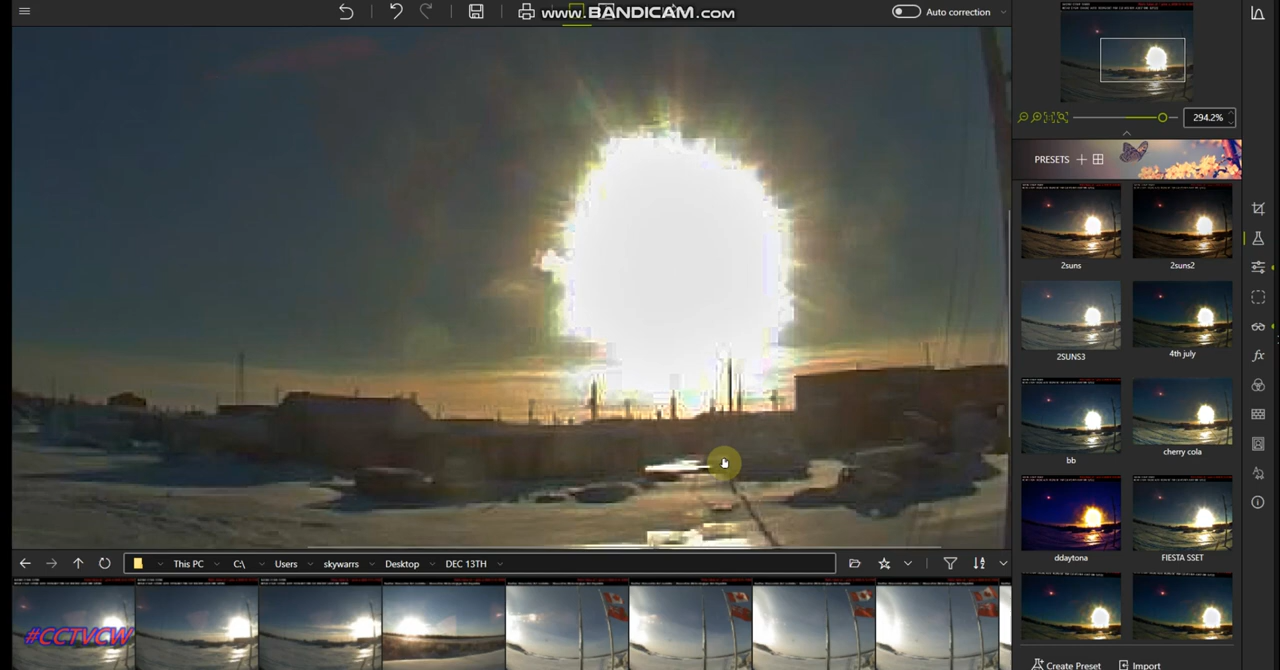 www.BANDICAM.com
Auto correction
294.2%
PRESETS
2suns
2suns2
2SUNS3
4th july
bb
cherry cola
ddaytona
FIESTA SSET
This PC
C:\
Users
skywarrs
Desktop
DEC 13TH
#CCTVCW
Create Preset
Import